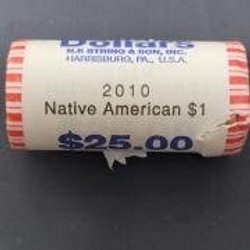 Dollars
N.F. STRING & SON, INC.
HARRISBURG, PA., U.S.A.
2010
Native American $1
$25.00